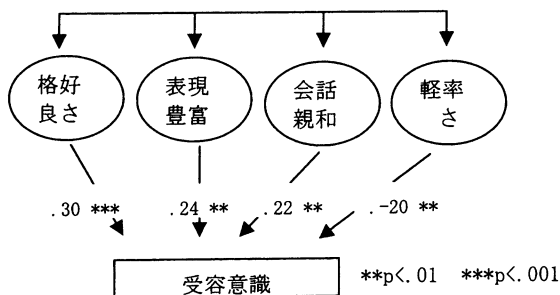 格好
良さ
表現
豊富
会話
親和
軽率
さ
.30 ***
.24 **
.22 **
.-20 **
受容意識
**p<.01 ***p<.001